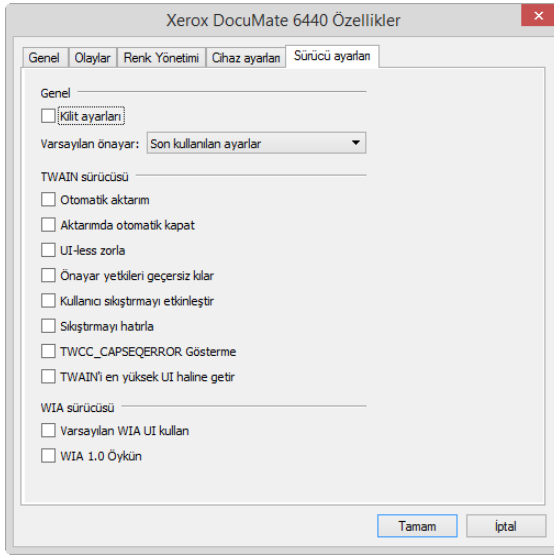 Xerox DocuMate 6440 Özellikler
Genel Olaylar Renk Yönetimi Cihaz ayarları Sürücü ayarları
Genel
Kilit ayarları
Varsayılan önayar: Son kullanılan ayarlar
TWAIN sürücüsü
Otomatik aktarım
Aktarımda otomatik kapat
UI-less zorla
Önayar yetkileri geçersiz kılar
Kullanıcı sıkıştırmayı etkinleştir
Sıkıştırmayı hatırla
TWCC_CAPSEQERROR Gösterme
TWAIN'i en yüksek UI haline getir
WIA sürücüsü
Varsayılan WIA UI kullan
WIA 1.0 Öykün
Tamam İptal